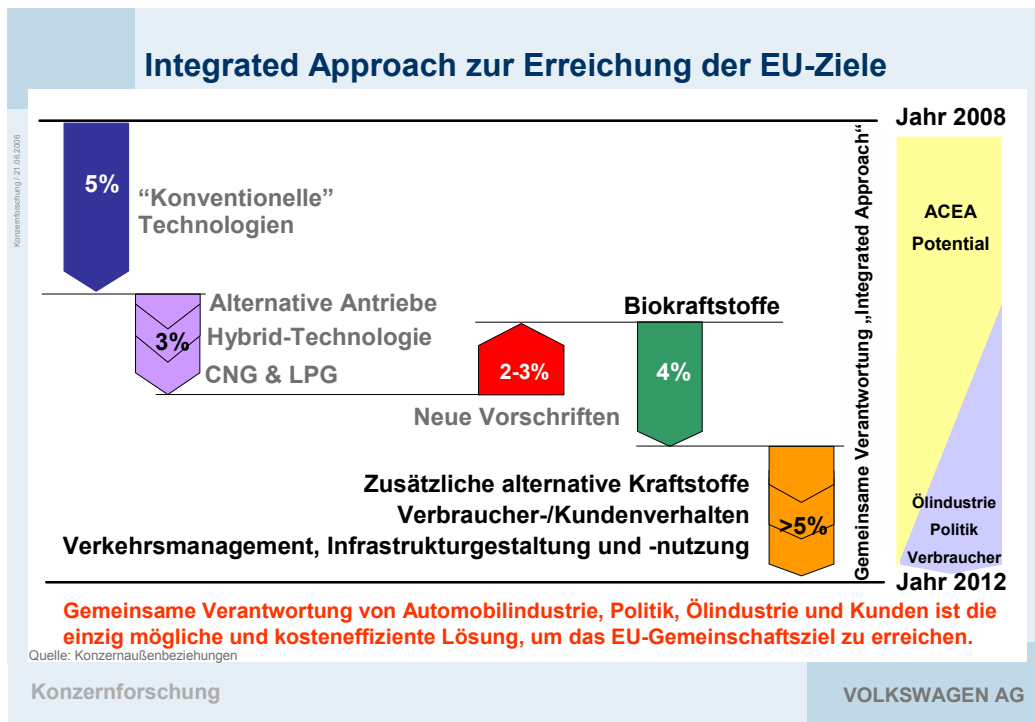 Integrated Approach zur Erreichung der EU-Ziele
Konzernforschung / 21.06.2006
Jahr 2008
5%
“Konventionelle”
Technologien
3%
Alternative Antriebe
Hybrid-Technologie
CNG & LPG
2-3%
Neue Vorschriften
Biokraftstoffe
4%
Zusätzliche alternative Kraftstoffe
Verbraucher-/Kundenverhalten
Verkehrsmanagement, Infrastrukturgestaltung und -nutzung
>5%
Gemeinsame Verantwortung „Integrated Approach“
ACEA
Potential
Ölindustrie
Politik
Verbraucher
Jahr 2012
Gemeinsame Verantwortung von Automobilindustrie, Politik, Ölindustrie und Kunden ist die
einzig mögliche und kosteneffiziente Lösung, um das EU-Gemeinschaftsziel zu erreichen.
Quelle: Konzernaußenbeziehungen
Konzernforschung
VOLKSWAGEN AG